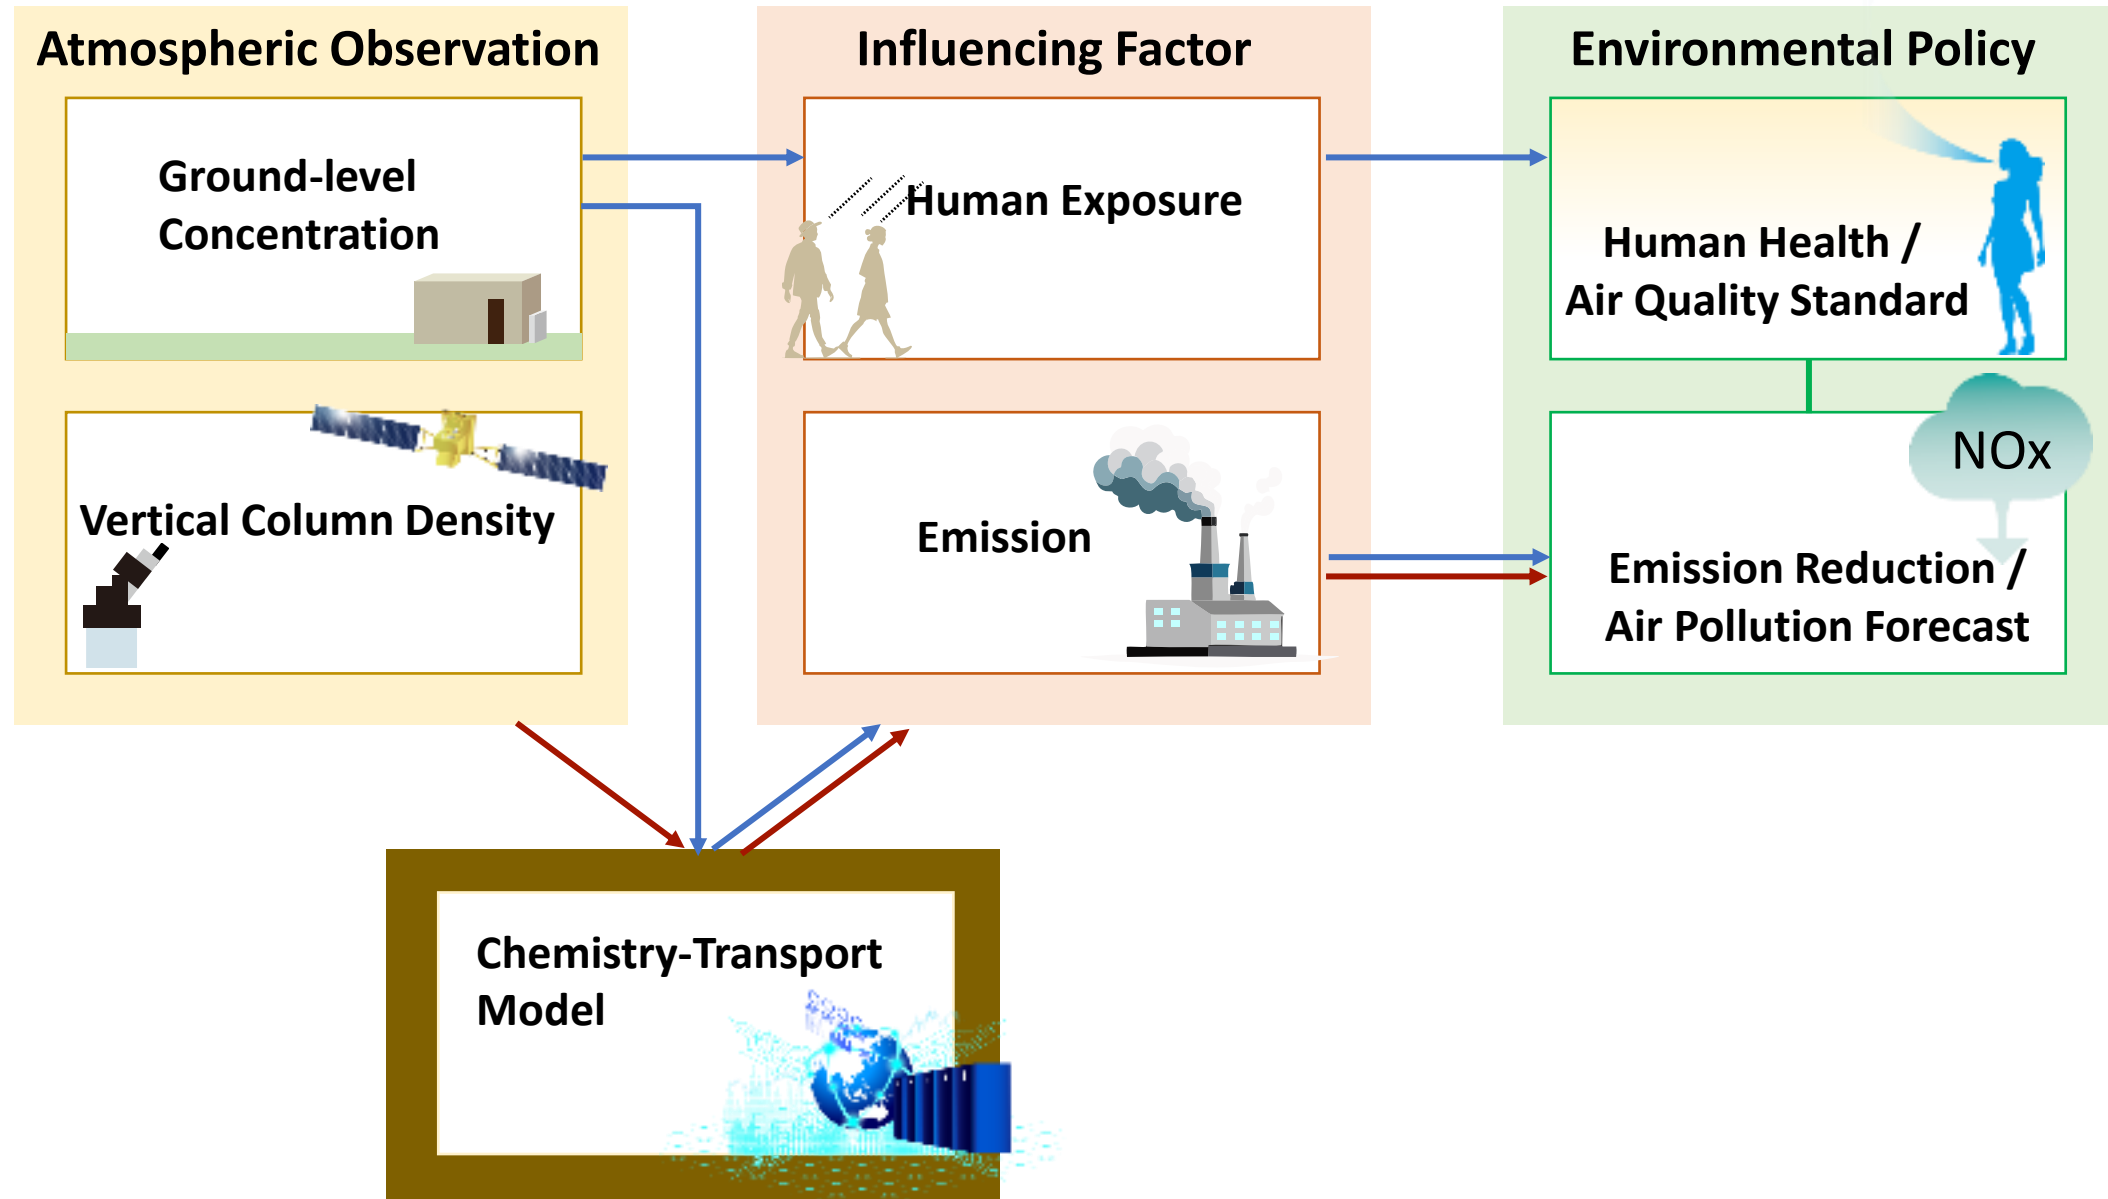 Atmospheric Observation
Ground-level
Concentration
Vertical Column Density
Influencing Factor
Human Exposure
Emission
Environmental Policy
Human Health /
Air Quality Standard
NOx
Emission Reduction /
Air Pollution Forecast
Chemistry-Transport
Model